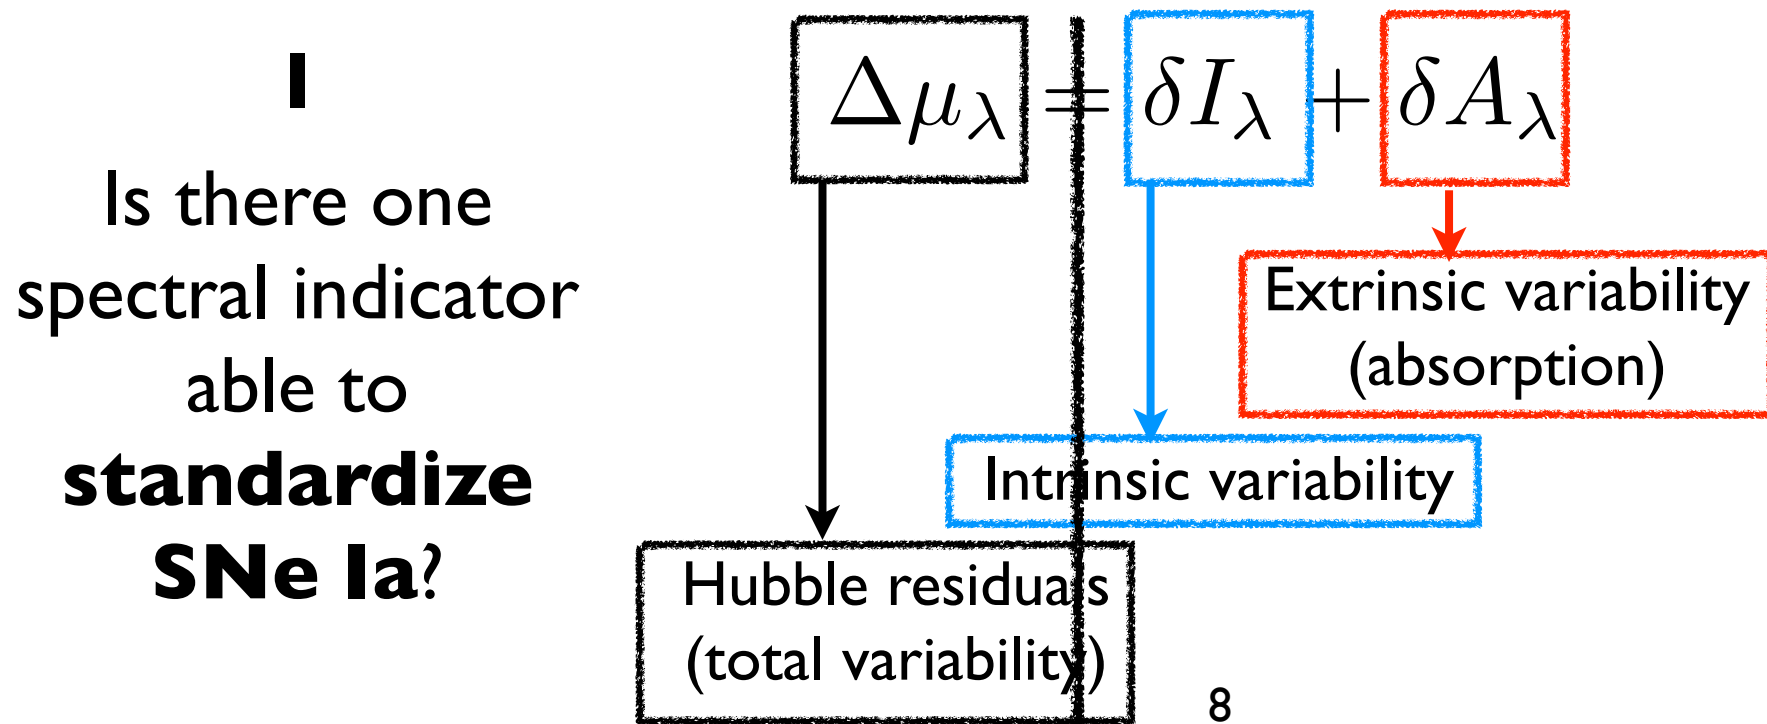 I
Is there one
spectral indicator
able to
standardize
SNe Ia?
Δμ_λ = δI_λ + δA_λ
Extrinsic variability
(absorption)
Intrinsic variability
Hubble residuals
(total variability)
8